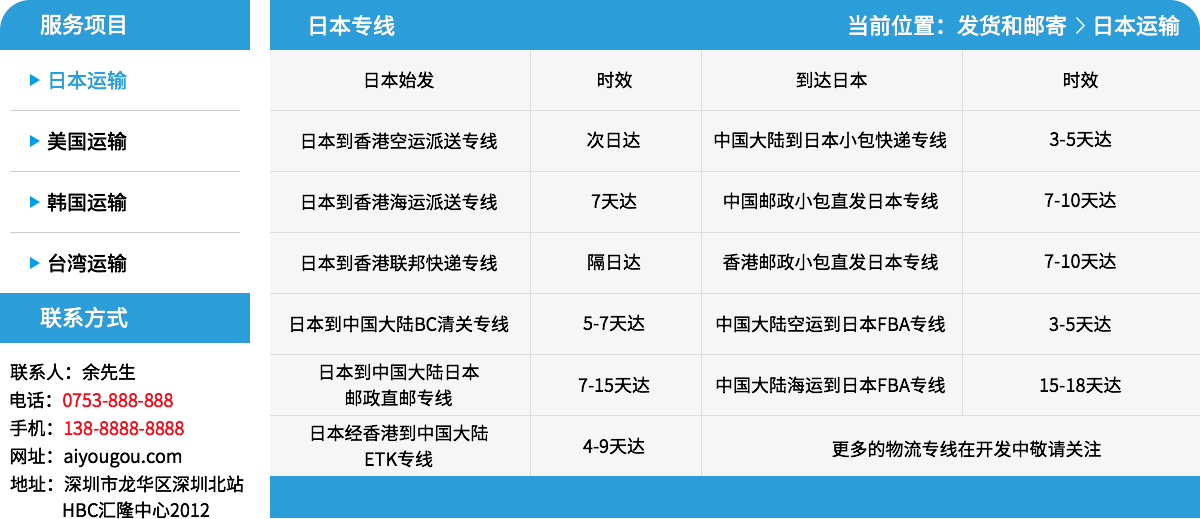 服务项目
日本运输
美国运输
韩国运输
台湾运输
联系方式
联系人：余先生
电话：0753-888-888
手机：138-8888-8888
网址：aiyougou.com
地址：深圳市龙华区深圳北站
HBC汇隆中心2012
日本专线
当前位置：发货和邮寄 > 日本运输
日本始发 时效 到达日本 时效
日本到香港空运派送专线 次日达 中国大陆到日本小包快递专线 3-5天达
日本到香港海运派送专线 7天达 中国邮政小包直发日本专线 7-10天达
日本到香港联邦快递专线 隔日达 香港邮政小包直发日本专线 7-10天达
日本到中国大陆BC清关专线 5-7天达 中国大陆空运到日本FBA专线 3-5天达
日本到中国大陆日本
邮政直邮专线 7-15天达 中国大陆海运到日本FBA专线 15-18天达
日本经香港到中国大陆
ETK专线 4-9天达 更多的物流专线在开发中敬请关注